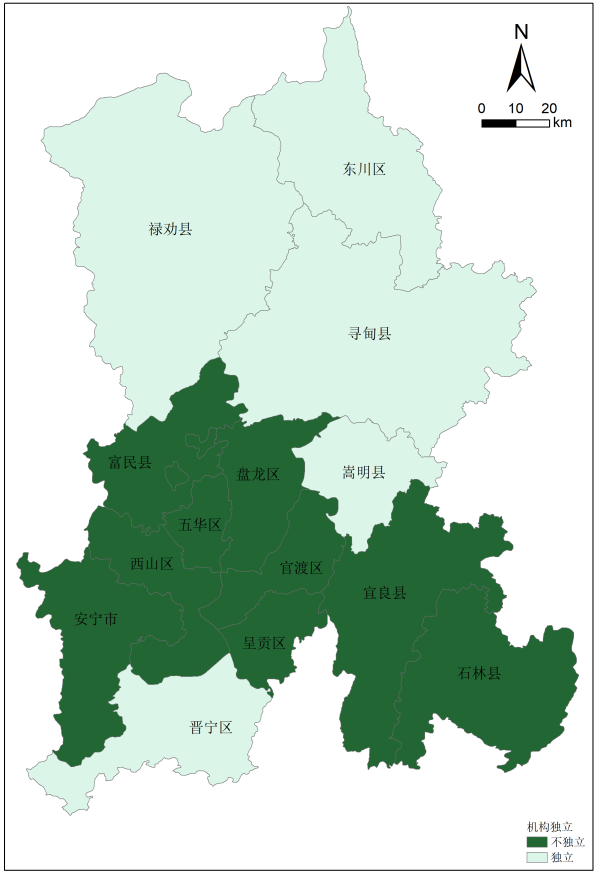 N
0 10 20
km
东川区
禄劝县
寻甸县
富民县
盘龙区
嵩明县
五华区
西山区
官渡区
宜良县
安宁市
呈贡区
石林县
晋宁区
机构独立
不独立
独立